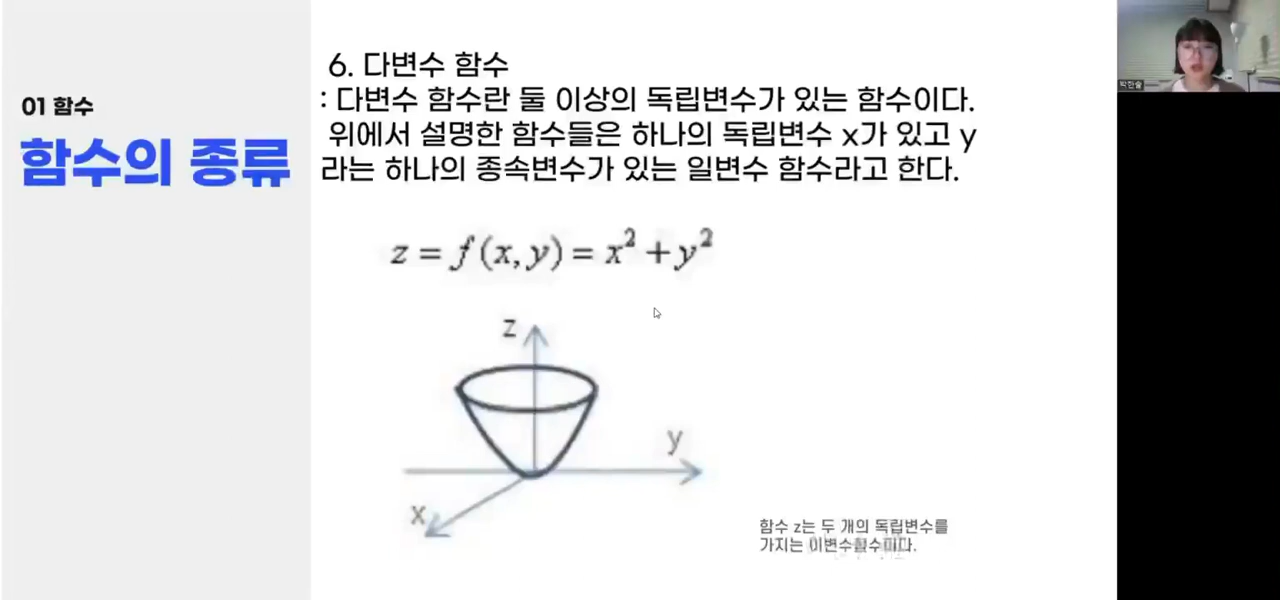 01 함수
함수의 종류
6. 다변수 함수
: 다변수 함수란 둘 이상의 독립변수가 있는 함수이다.
위에서 설명한 함수들은 하나의 독립변수 x가 있고 y
라는 하나의 종속변수가 있는 일변수 함수라고 한다.
z = f(x, y) = x² + y²
z
y
x
함수 z는 두 개의 독립변수를
가지는 이변수함수이다.
박한솔